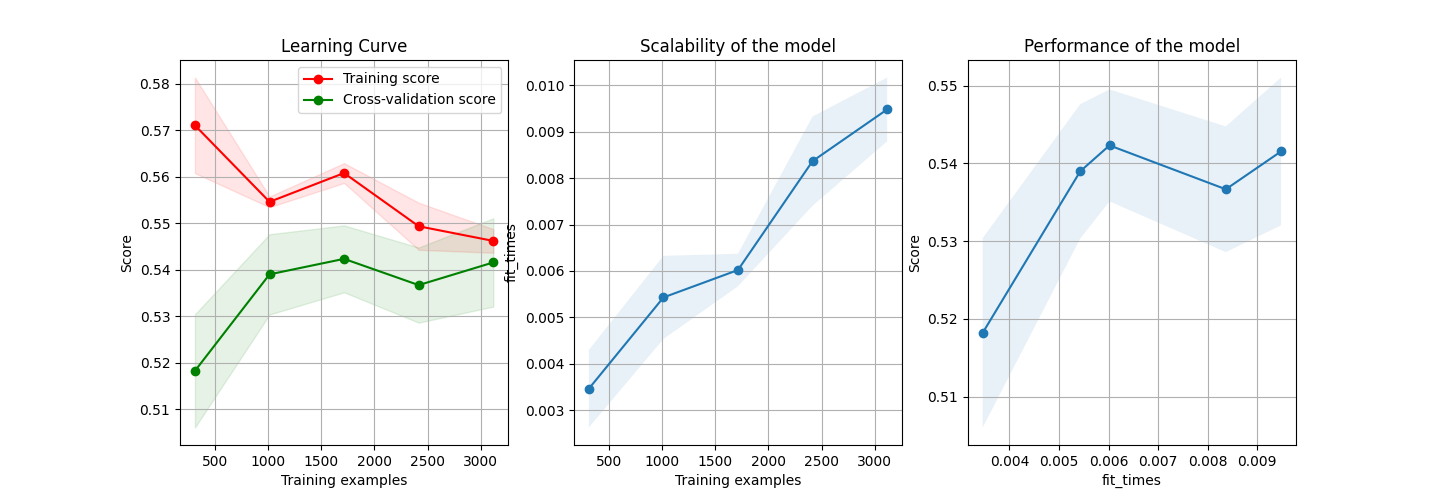 Learning Curve
Training score
Cross-validation score
0.58
0.57
0.56
0.55
0.54
0.53
0.52
0.51
Score
500 1000 1500 2000 2500 3000
Training examples
Scalability of the model
0.010
0.009
0.008
0.007
0.006
0.005
0.004
0.003
fit_times
500 1000 1500 2000 2500 3000
Training examples
Performance of the model
0.55
0.54
0.53
0.52
0.51
Score
0.004 0.005 0.006 0.007 0.008 0.009
fit_times